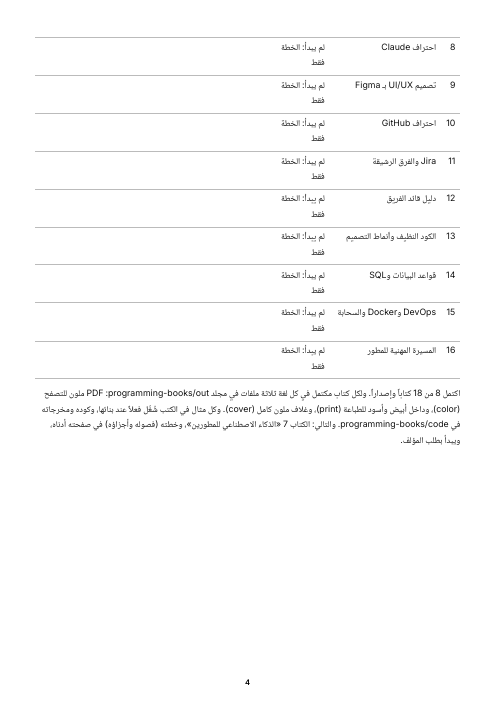 8 احتراف Claude لم يبدأ: الخطة
فقط
9 تصميم UI/UX بـ Figma لم يبدأ: الخطة
فقط
10 احتراف GitHub لم يبدأ: الخطة
فقط
11 Jira والفرق الرشيقة لم يبدأ: الخطة
فقط
12 دليل قائد الفريق لم يبدأ: الخطة
فقط
13 الكود النظيف وأنماط التصميم لم يبدأ: الخطة
فقط
14 قواعد البيانات وSQL لم يبدأ: الخطة
فقط
15 DevOps وDocker والسحابة لم يبدأ: الخطة
فقط
16 المسيرة المهنية للمطور لم يبدأ: الخطة
فقط
اكتمل 8 من 18 كتاباً وإصداراً. ولكل كتاب مكتمل في كل لغة ثلاثة ملفات في مجلد programming-books/out: PDF ملون للتصفح
(color)، وداخل أبيض وأسود للطباعة (print)، وغلاف ملون كامل (cover). وكل مثال في الكتب شُغّل فعلاً عند بنائها، وكوده ومخرجاته
في programming-books/code. والتالي: الكتاب 7 «الذكاء الاصطناعي للمطورين»، وخطته (فصوله وأجزاؤه) في صفحته أدناه،
ويبدأ بطلب المؤلف.
4